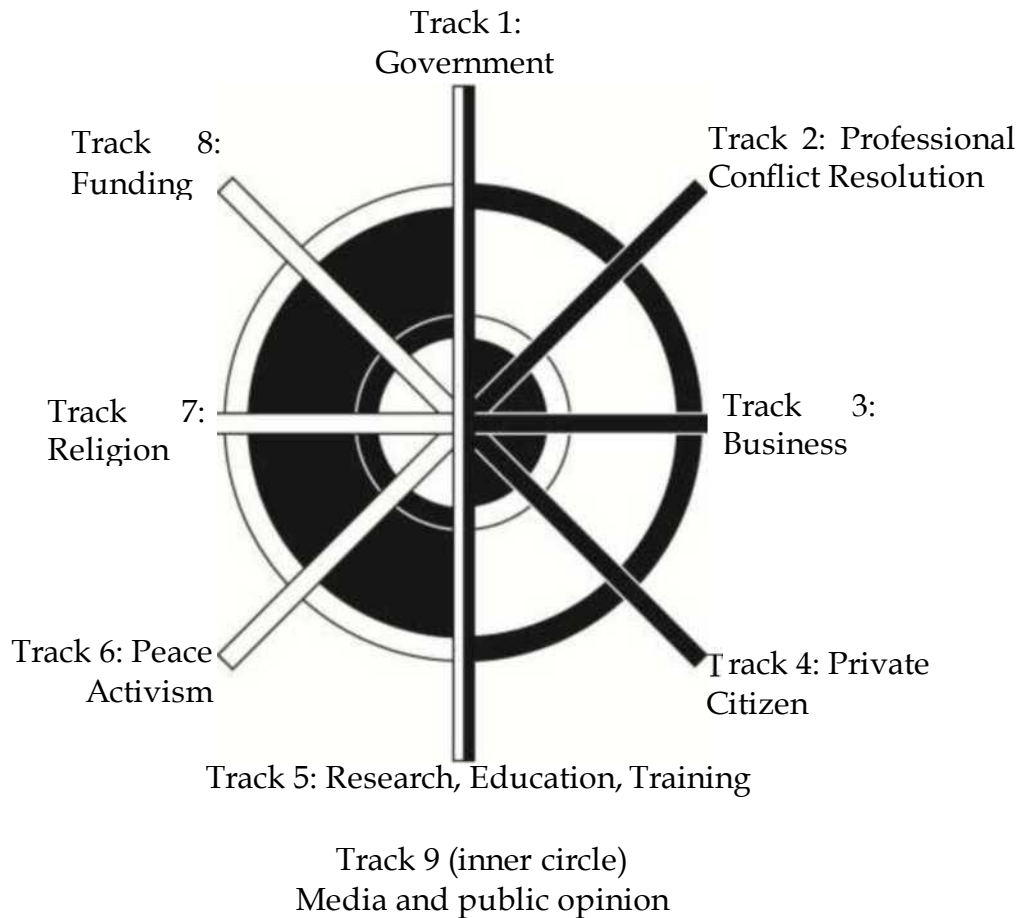 Track 1:
Government
Track 8:
Funding
Track 2: Professional
Conflict Resolution
Track 7:
Religion
Track 3:
Business
Track 6: Peace
Activism
Track 4: Private
Citizen
Track 5: Research, Education, Training
Track 9 (inner circle)
Media and public opinion